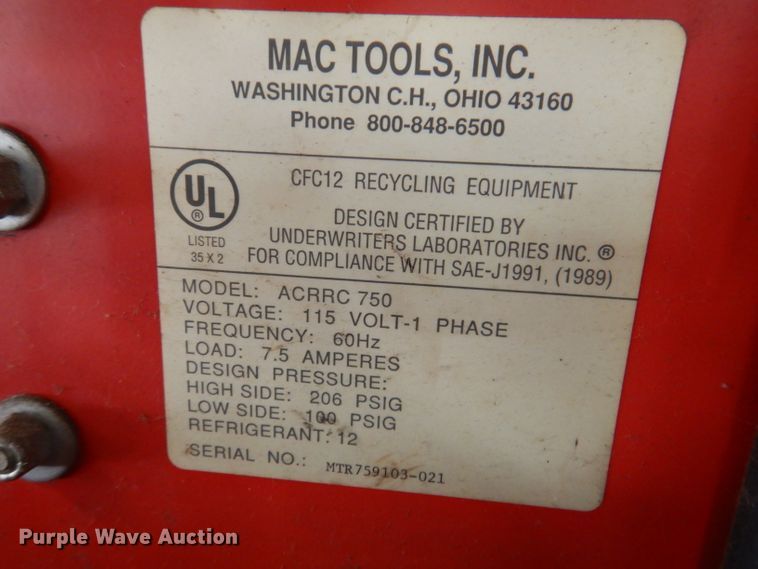 MAC TOOLS, INC.
WASHINGTON C.H., OHIO 43160
Phone 800-848-6500
UL
®
LISTED
35 X 2
CFC12 RECYCLING EQUIPMENT
DESIGN CERTIFIED BY
UNDERWRITERS LABORATORIES INC. ®
FOR COMPLIANCE WITH SAE-J1991, (1989)
MODEL: ACRRC 750
VOLTAGE: 115 VOLT-1 PHASE
FREQUENCY: 60Hz
LOAD: 7.5 AMPERES
DESIGN PRESSURE:
HIGH SIDE: 206 PSIG
LOW SIDE: 100 PSIG
REFRIGERANT: 12
SERIAL NO.: MTR759103-021
Purple Wave Auction